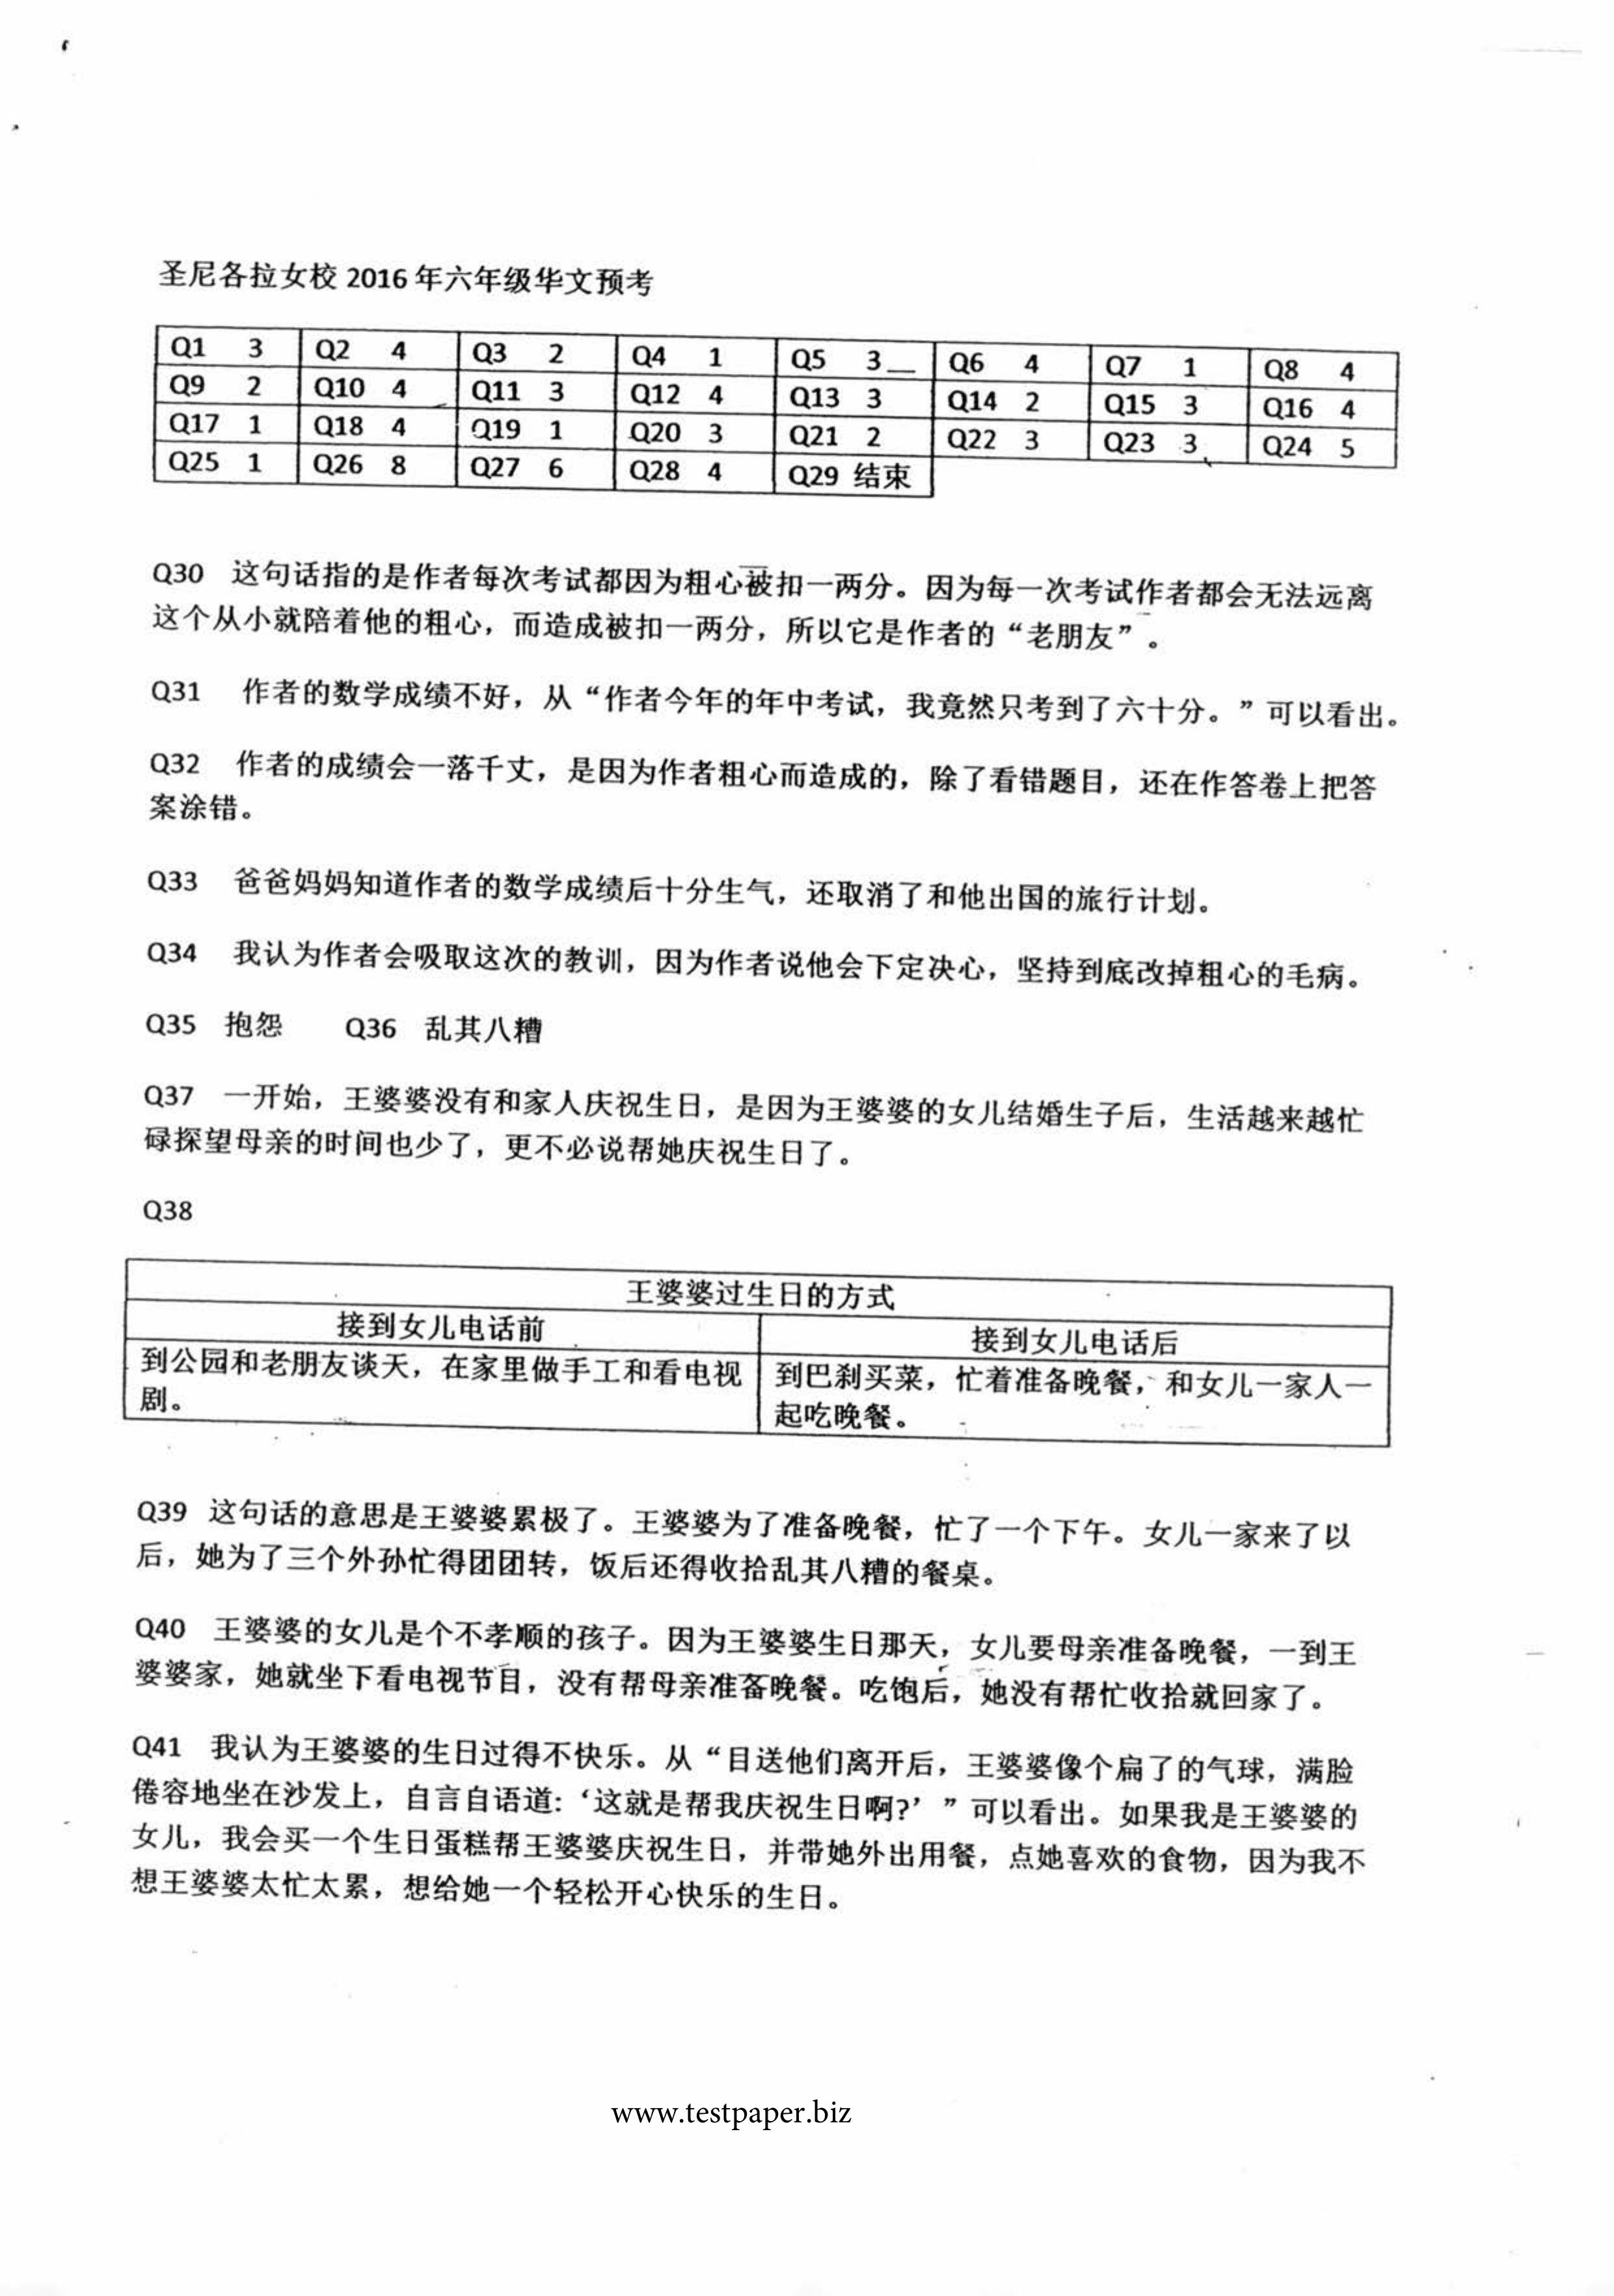 圣尼各拉女校 2016 年六年级华文预考
Q1 3 Q2 4 Q3 2 Q4 1 Q5 3 Q6 4 Q7 1 Q8 4
Q9 2 Q10 4 Q11 3 Q12 4 Q13 3 Q14 2 Q15 3 Q16 4
Q17 1 Q18 4 Q19 1 Q20 3 Q21 2 Q22 3 Q23 3 Q24 5
Q25 1 Q26 8 Q27 6 Q28 4 Q29 结束
Q30 这句话指的是作者每次考试都因为粗心被扣一两分。因为每一次考试作者都会无法远离
这个从小就陪着他的粗心，而造成被扣一两分，所以它是作者的“老朋友”。
Q31 作者的数学成绩不好，从“作者今年的年中考试，我竟然只考到了六十分。”可以看出。
Q32 作者的成绩会一落千丈，是因为作者粗心而造成的，除了看错题目，还在作答卷上把答
案涂错。
Q33 爸爸妈妈知道作者的数学成绩后十分生气，还取消了和他出国的旅行计划。
Q34 我认为作者会吸取这次的教训，因为作者说他会下定决心，坚持到底改掉粗心的毛病。
Q35 抱怨 Q36 乱其八糟
Q37 一开始，王婆婆没有和家人庆祝生日，是因为王婆婆的女儿结婚生子后，生活越来越忙
碌探望母亲的时间也少了，更不必说帮她庆祝生日了。
Q38
王婆婆过生日的方式
接到女儿电话前 接到女儿电话后
到公园和老朋友谈天，在家里做手工和看电视 到巴刹买菜，忙着准备晚餐，和女儿一家人一
剧。 起吃晚餐。
Q39 这句话的意思是王婆婆累极了。王婆婆为了准备晚餐，忙了一个下午。女儿一家来了以
后，她为了三个外孙忙得团团转，饭后还得收拾乱其八糟的餐桌。
Q40 王婆婆的女儿是个不孝顺的孩子。因为王婆婆生日那天，女儿要母亲准备晚餐，一到王
婆婆家，她就坐下看电视节目，没有帮母亲准备晚餐。吃饱后，她没有帮忙收拾就回家了。
Q41 我认为王婆婆的生日过得不快乐。从“目送他们离开后，王婆婆像个扁了的气球，满脸
倦容地坐在沙发上，自言自语道：‘这就是帮我庆祝生日啊?’”可以看出。如果我是王婆婆的
女儿，我会买一个生日蛋糕帮王婆婆庆祝生日，并带她外出用餐，点她喜欢的食物，因为我不
想王婆婆太忙太累，想给她一个轻松开心快乐的生日。
www.testpaper.biz